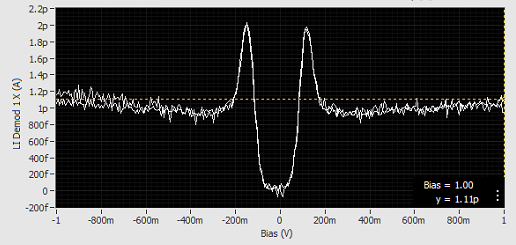 2.2p
2p
1.8p
1.6p
1.4p
1.2p
1p
800f
600f
400f
200f
0
-200f
LI Demod 1 X (A)
-1 -800m -600m -400m -200m 0 200m 400m 600m 800m 1
Bias (V)
Bias = 1.00
y = 1.11p